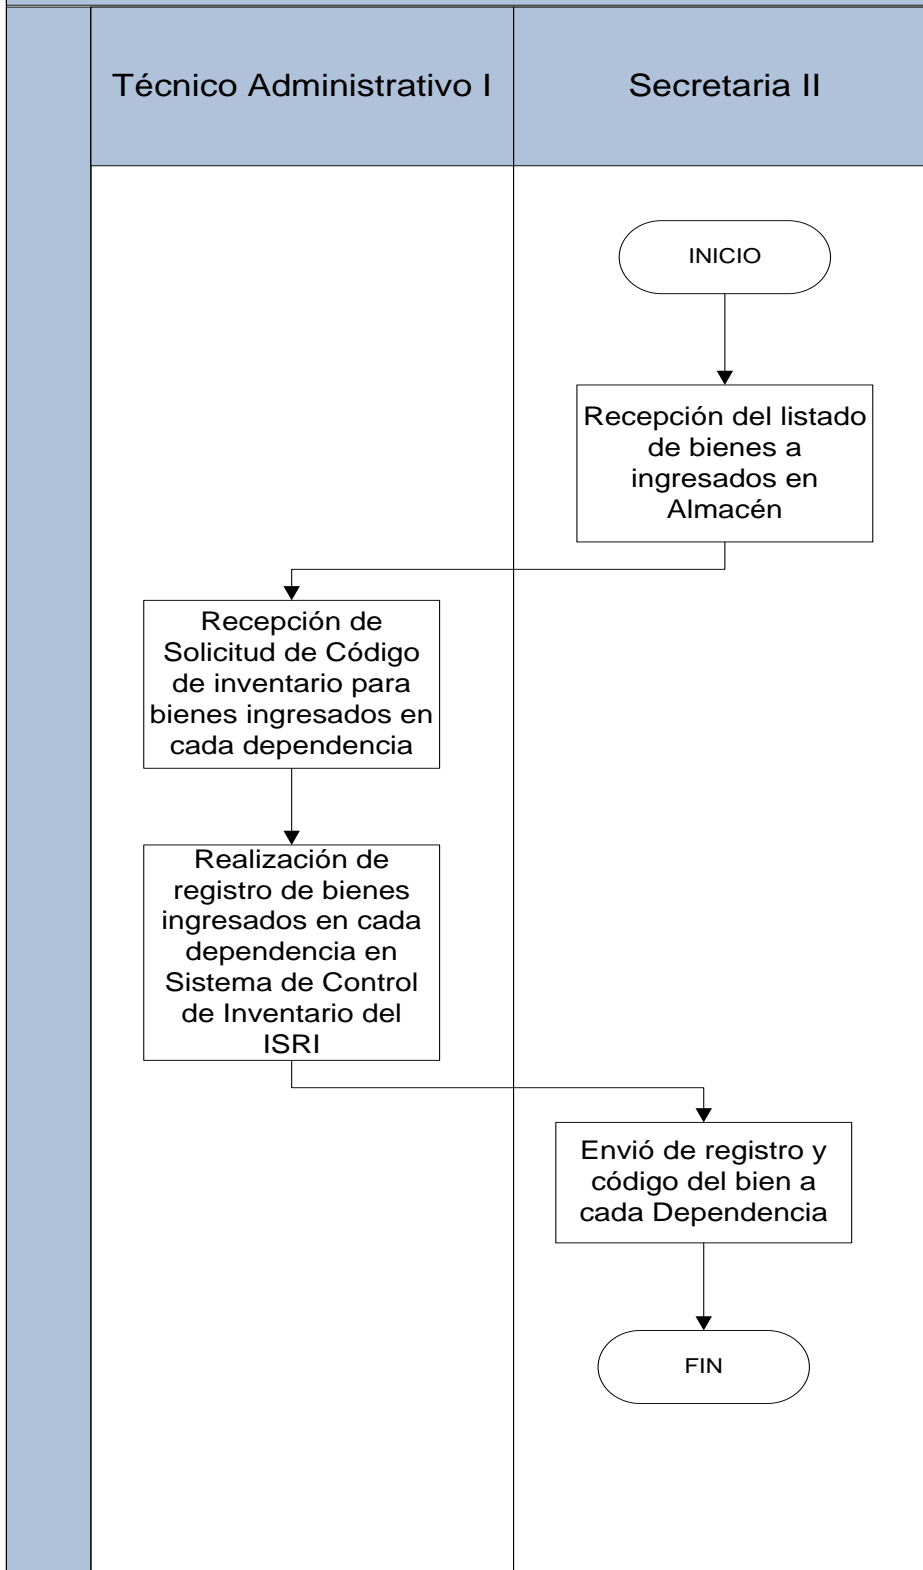 Técnico Administrativo I
Secretaria II
INICIO
Recepción del listado
de bienes a
ingresados en
Almacén
Recepción de
Solicitud de Código
de inventario para
bienes ingresados en
cada dependencia
Realización de
registro de bienes
ingresados en cada
dependencia en
Sistema de Control
de Inventario del
ISRI
Envió de registro y
código del bien a
cada Dependencia
FIN